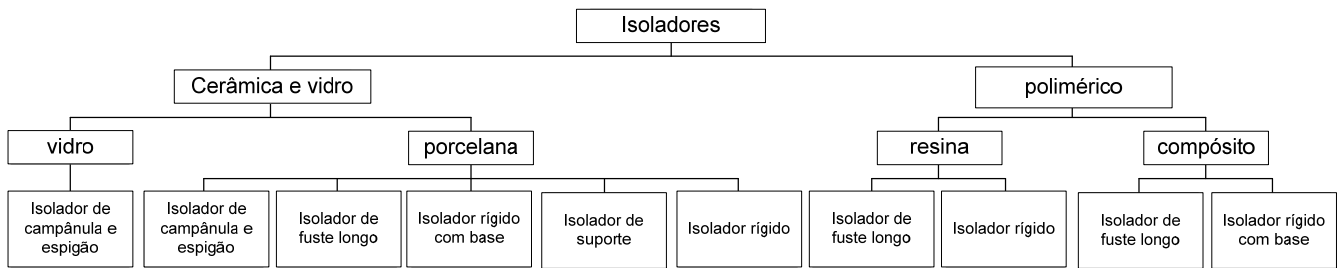 Isoladores
Cerâmica e vidro
polimérico
vidro
porcelana
resina
compósito
Isolador de
campânula e
espigão
Isolador de
campânula e
espigão
Isolador de
fuste longo
Isolador rígido
com base
Isolador de
suporte
Isolador rígido
Isolador de
fuste longo
Isolador rígido
Isolador de
fuste longo
Isolador rígido
com base